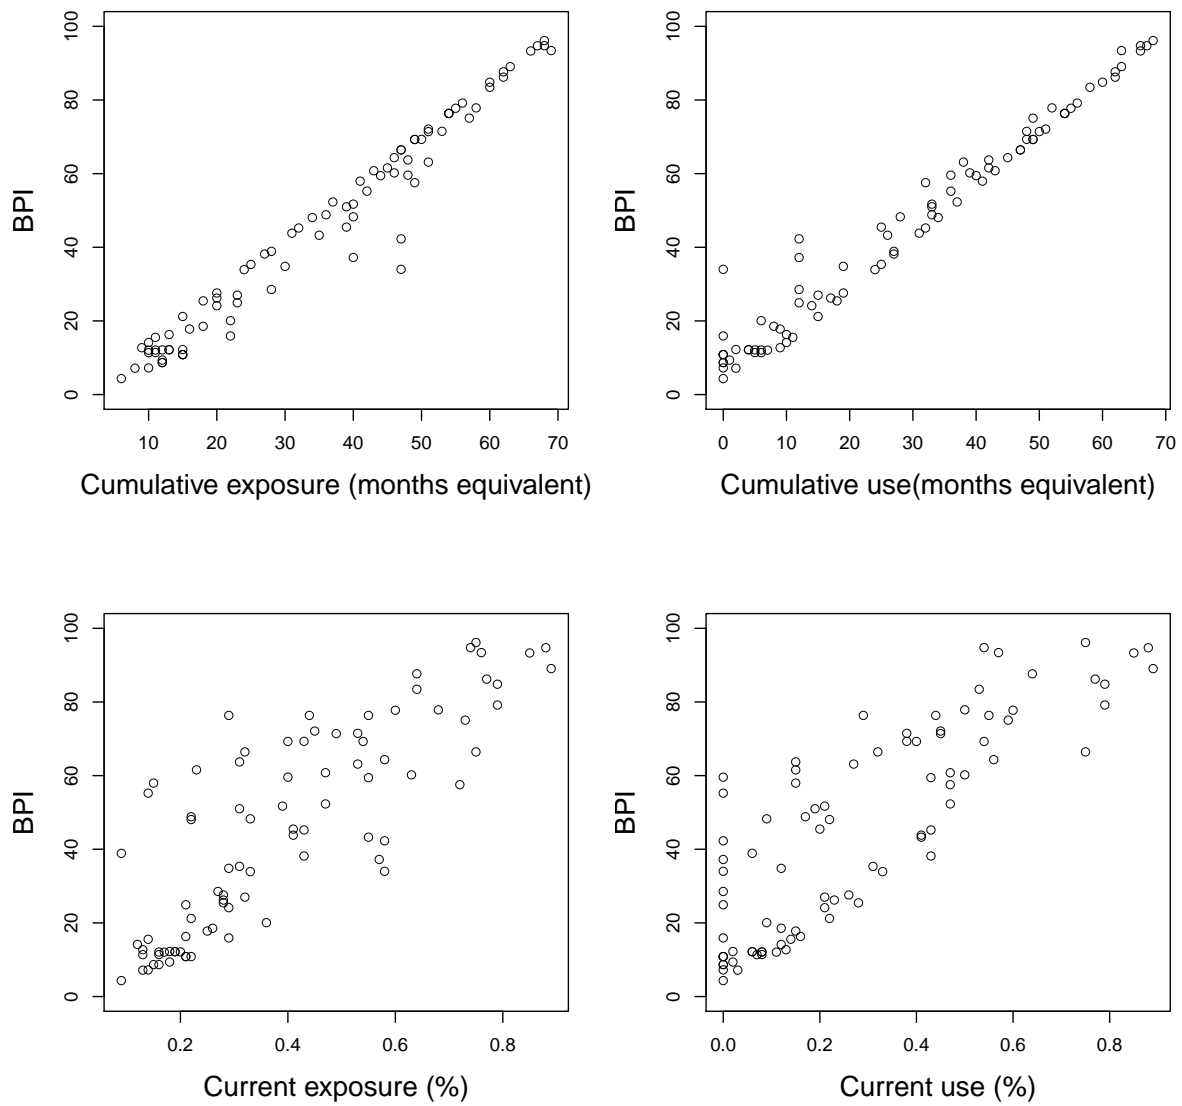 100
80
60
40
20
0
BPI
10 20 30 40 50 60 70
Cumulative exposure (months equivalent)
100
80
60
40
20
0
BPI
0 10 20 30 40 50 60 70
Cumulative use(months equivalent)
100
80
60
40
20
0
BPI
0.2 0.4 0.6 0.8
Current exposure (%)
100
80
60
40
20
0
BPI
0.0 0.2 0.4 0.6 0.8
Current use (%)